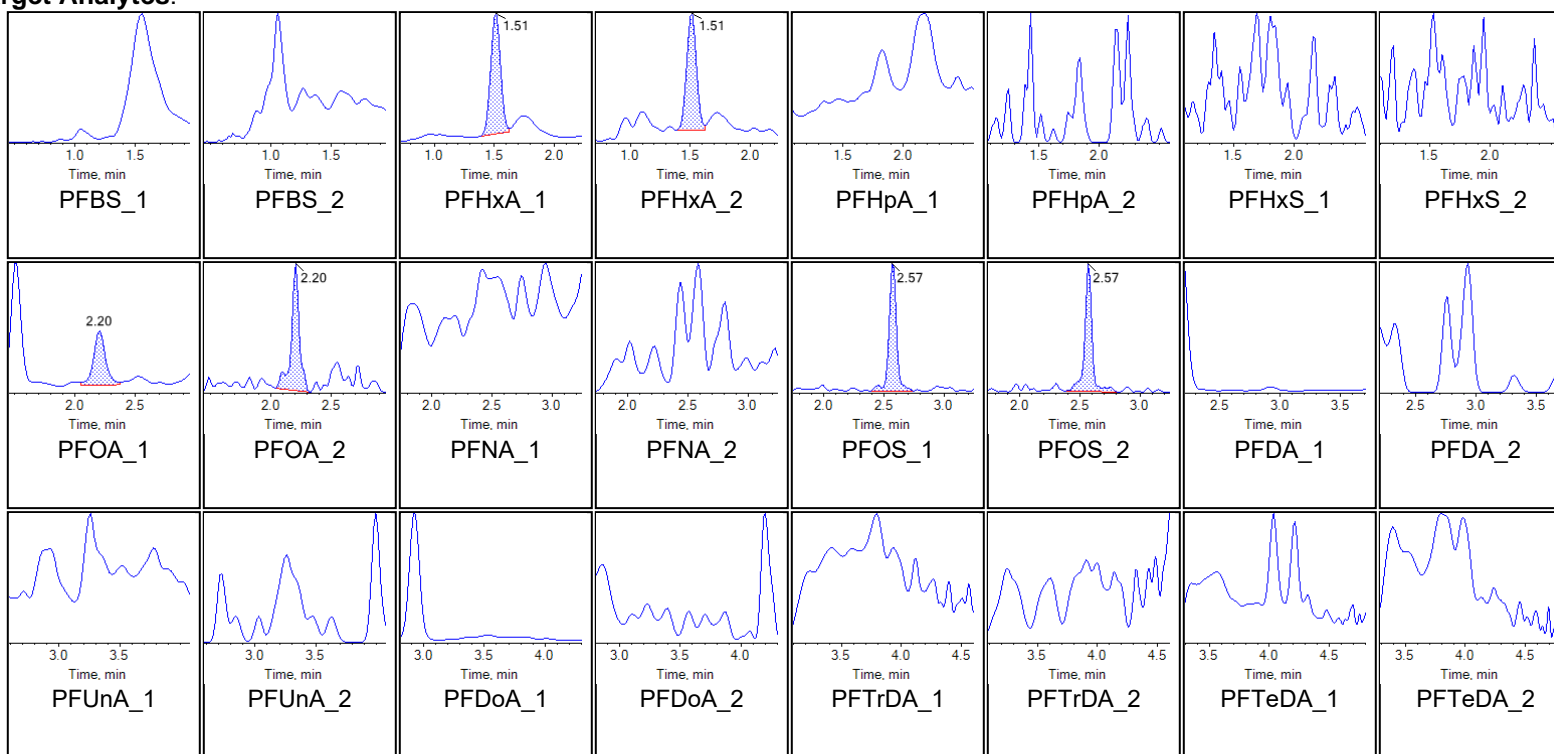 rget Analytes:
1.51 1.51
1.0 1.5 1.0 1.5 1.0 1.5 2.0 1.0 1.5 2.0 1.5 2.0 1.5 2.0 1.5 2.0 1.5 2.0
Time, min Time, min Time, min Time, min Time, min Time, min Time, min Time, min
PFBS_1 PFBS_2 PFHxA_1 PFHxA_2 PFHpA_1 PFHpA_2 PFHxS_1 PFHxS_2
2.20 2.20 2.57 2.57
2.0 2.5 2.0 2.5 2.0 2.5 3.0 2.0 2.5 3.0 2.0 2.5 3.0 2.0 2.5 3.0 2.5 3.0 3.5 2.5 3.0 3.5
Time, min Time, min Time, min Time, min Time, min Time, min Time, min Time, min
PFOA_1 PFOA_2 PFNA_1 PFNA_2 PFOS_1 PFOS_2 PFDA_1 PFDA_2
3.0 3.5 3.0 3.5 3.0 3.5 4.0 3.0 3.5 4.0 3.5 4.0 4.5 3.5 4.0 4.5 3.5 4.0 4.5 3.5 4.0 4.5
Time, min Time, min Time, min Time, min Time, min Time, min Time, min Time, min
PFUnA_1 PFUnA_2 PFDoA_1 PFDoA_2 PFTrDA_1 PFTrDA_2 PFTeDA_1 PFTeDA_2